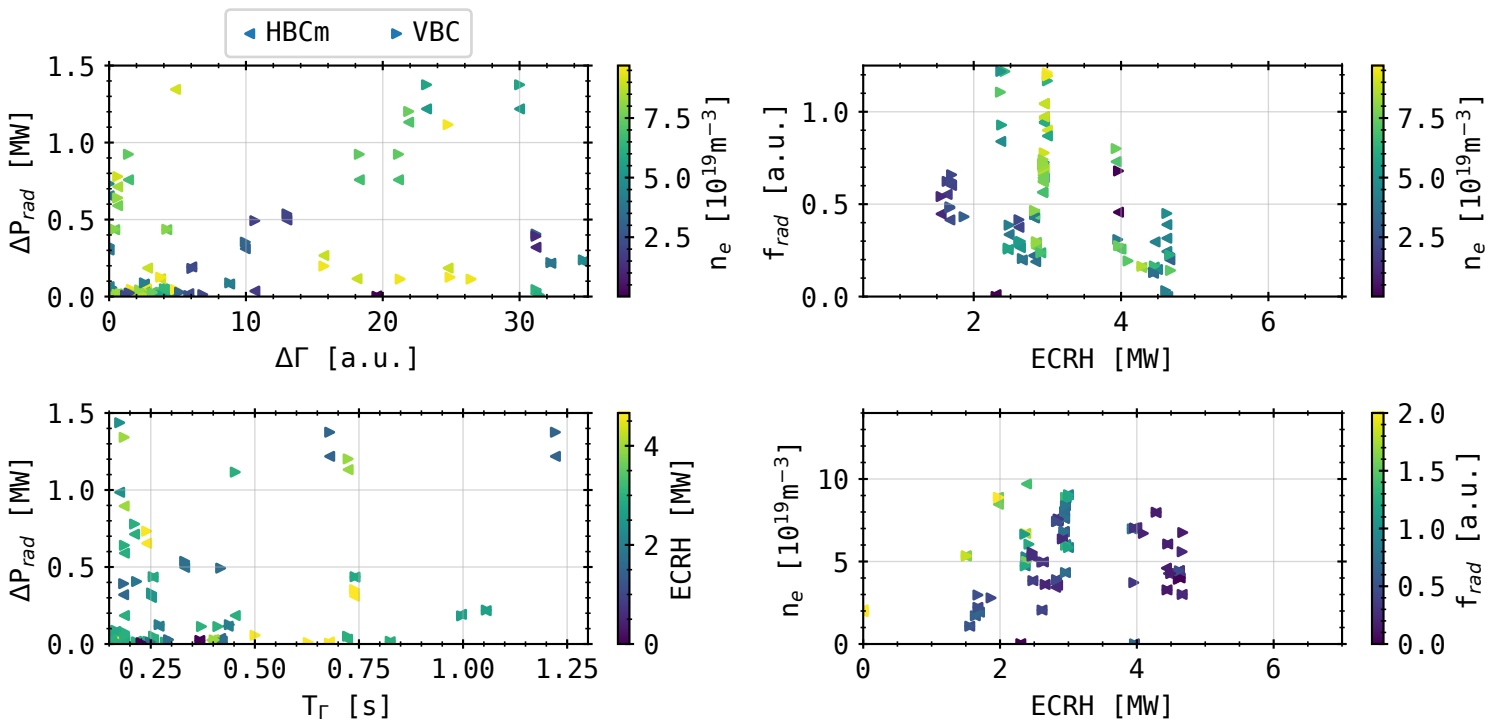 HBCm VBC
1.5
1.0
0.5
0.0
ΔP_rad [MW]
0 10 20 30
ΔΓ [a.u.]
7.5
5.0
2.5
n_e [10^19 m^−3]
1.0
0.5
0.0
f_rad [a.u.]
2 4 6
ECRH [MW]
7.5
5.0
2.5
n_e [10^19 m^−3]
1.5
1.0
0.5
0.0
ΔP_rad [MW]
0.25 0.50 0.75 1.00 1.25
T_Γ [s]
4
2
0
ECRH [MW]
10
5
0
n_e [10^19 m^−3]
0 2 4 6
ECRH [MW]
2.0
1.5
1.0
0.5
0.0
f_rad [a.u.]